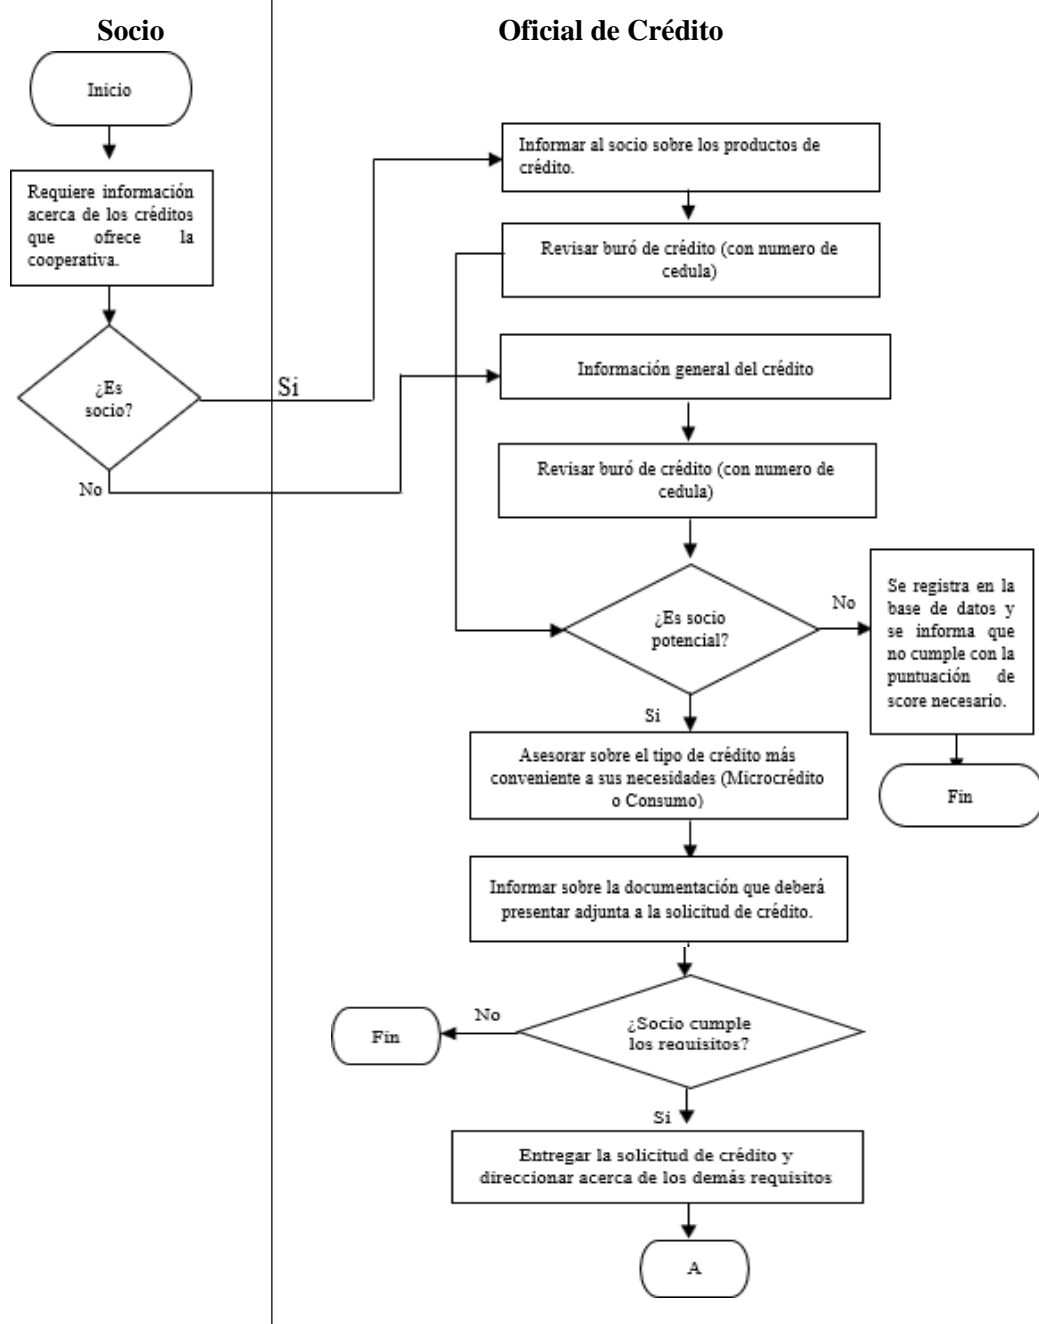 Socio
Oficial de Crédito
Inicio
Requiere información
acerca de los créditos
que ofrece la
cooperativa.
¿Es
socio?
Si
No
Informar al socio sobre los productos de
crédito.
Revisar buró de crédito (con numero de
cedula)
Información general del crédito
Revisar buró de crédito (con numero de
cedula)
¿Es socio
potencial?
No
Se registra en la
base de datos y
se informa que
no cumple con la
puntuación de
score necesario.
Fin
Si
Asesorar sobre el tipo de crédito más
conveniente a sus necesidades (Microcrédito
o Consumo)
Informar sobre la documentación que deberá
presentar adjunta a la solicitud de crédito.
¿Socio cumple
los requisitos?
No
Fin
Si
Entregar la solicitud de crédito y
direccionar acerca de los demás requisitos
A